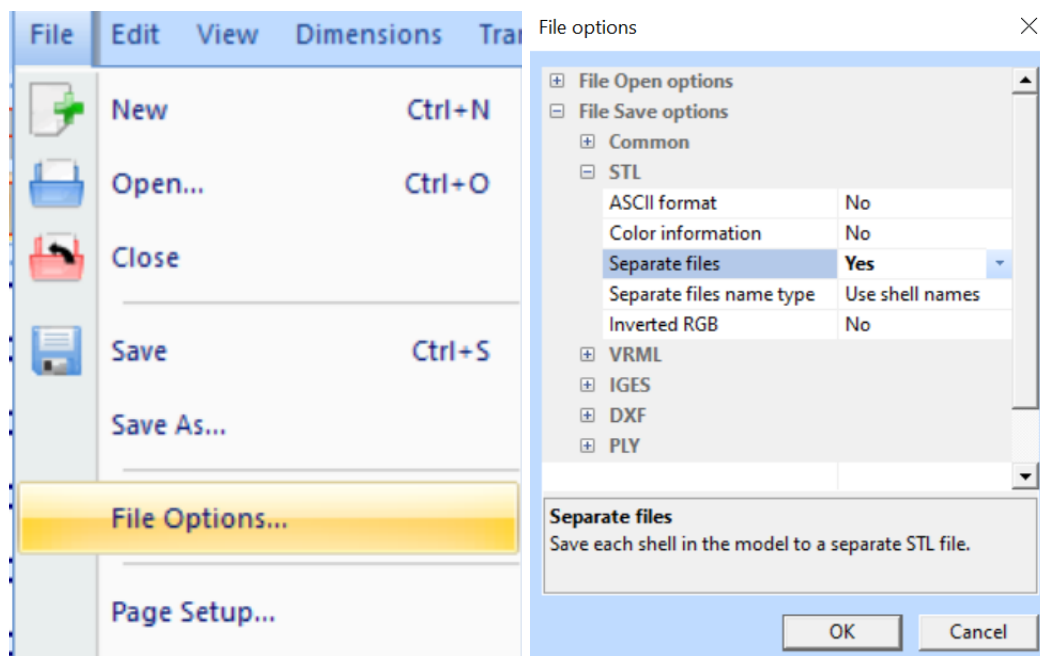 File Edit View Dimensions Tra
New Ctrl+N
Open... Ctrl+O
Close
Save Ctrl+S
Save As...
File Options...
Page Setup...
File options
File Open options
File Save options
Common
STL
ASCII format No
Color information No
Separate files Yes
Separate files name type Use shell names
Inverted RGB No
VRML
IGES
DXF
PLY
Separate files
Save each shell in the model to a separate STL file.
OK Cancel